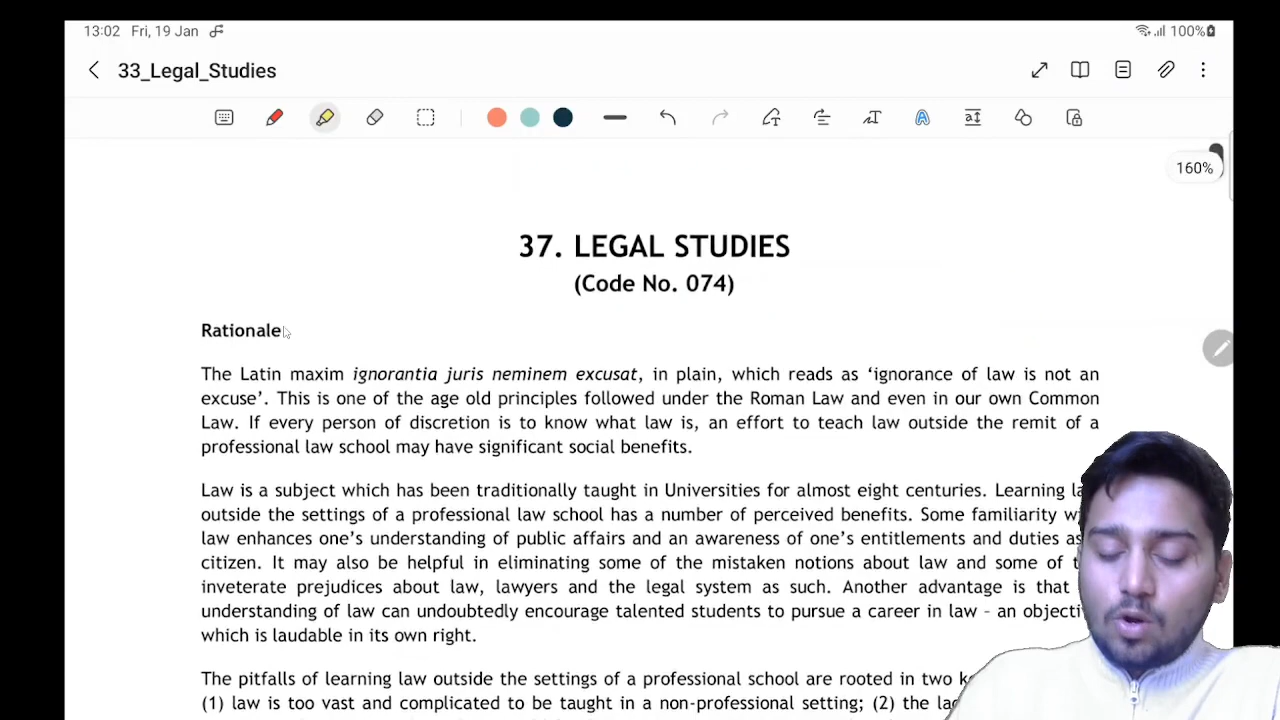 13:02 Fri, 19 Jan
100%
33_Legal_Studies
160%
37. LEGAL STUDIES
(Code No. 074)
Rationale
The Latin maxim ignorantia juris neminem excusat, in plain, which reads as ‘ignorance of law is not an
excuse’. This is one of the age old principles followed under the Roman Law and even in our own Common
Law. If every person of discretion is to know what law is, an effort to teach law outside the remit of a
professional law school may have significant social benefits.
Law is a subject which has been traditionally taught in Universities for almost eight centuries. Learning
outside the settings of a professional law school has a number of perceived benefits. Some familiarity
law enhances one’s understanding of public affairs and an awareness of one’s entitlements and duties as
citizen. It may also be helpful in eliminating some of the mistaken notions about law and some of
inveterate prejudices about law, lawyers and the legal system as such. Another advantage is that
understanding of law can undoubtedly encourage talented students to pursue a career in law – an
which is laudable in its own right.
The pitfalls of learning law outside the settings of a professional school are rooted in two
(1) law is too vast and complicated to be taught in a non-professional setting; (2) the